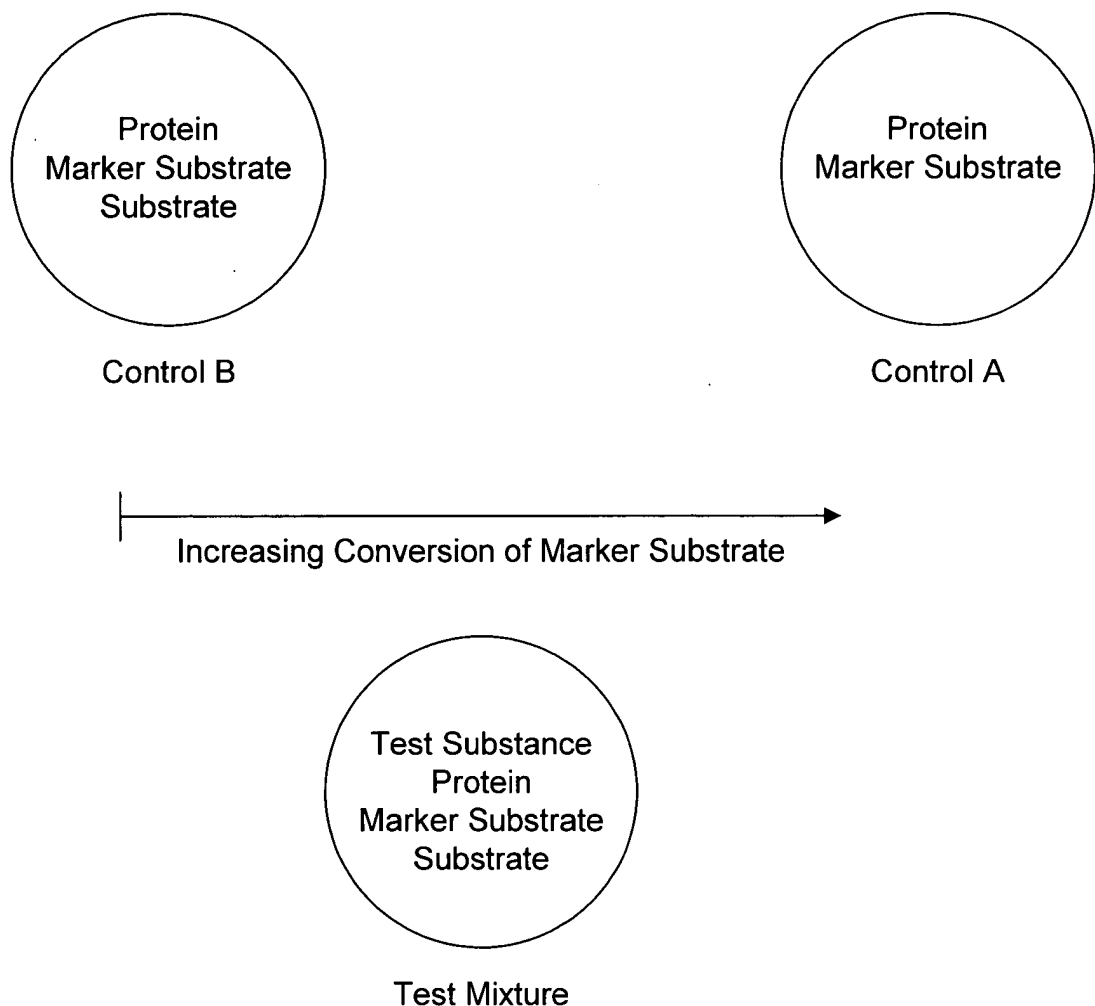 Protein
Marker Substrate
Substrate
Control B
Protein
Marker Substrate
Control A
Increasing Conversion of Marker Substrate
Test Substance
Protein
Marker Substrate
Substrate
Test Mixture